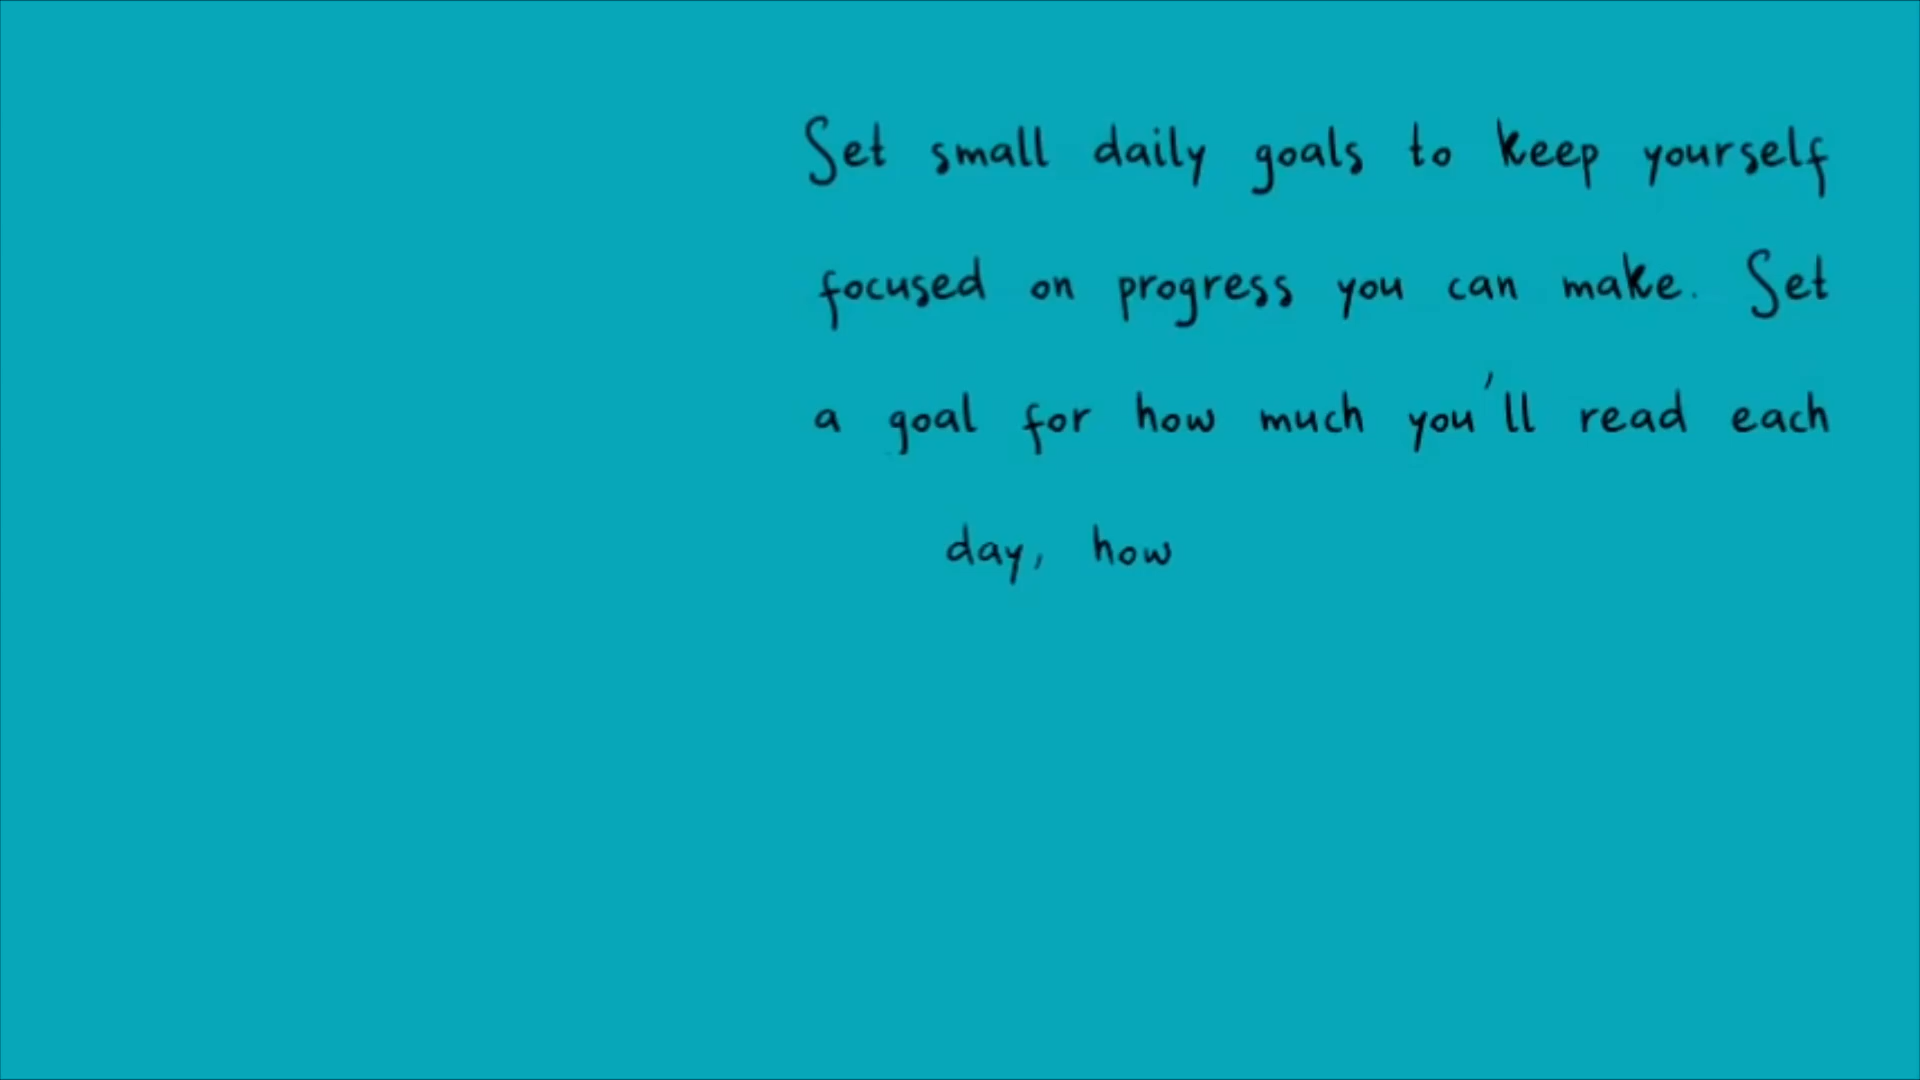 Set small daily goals to keep yourself
focused on progress you can make. Set
a goal for how much you'll read each
day, how